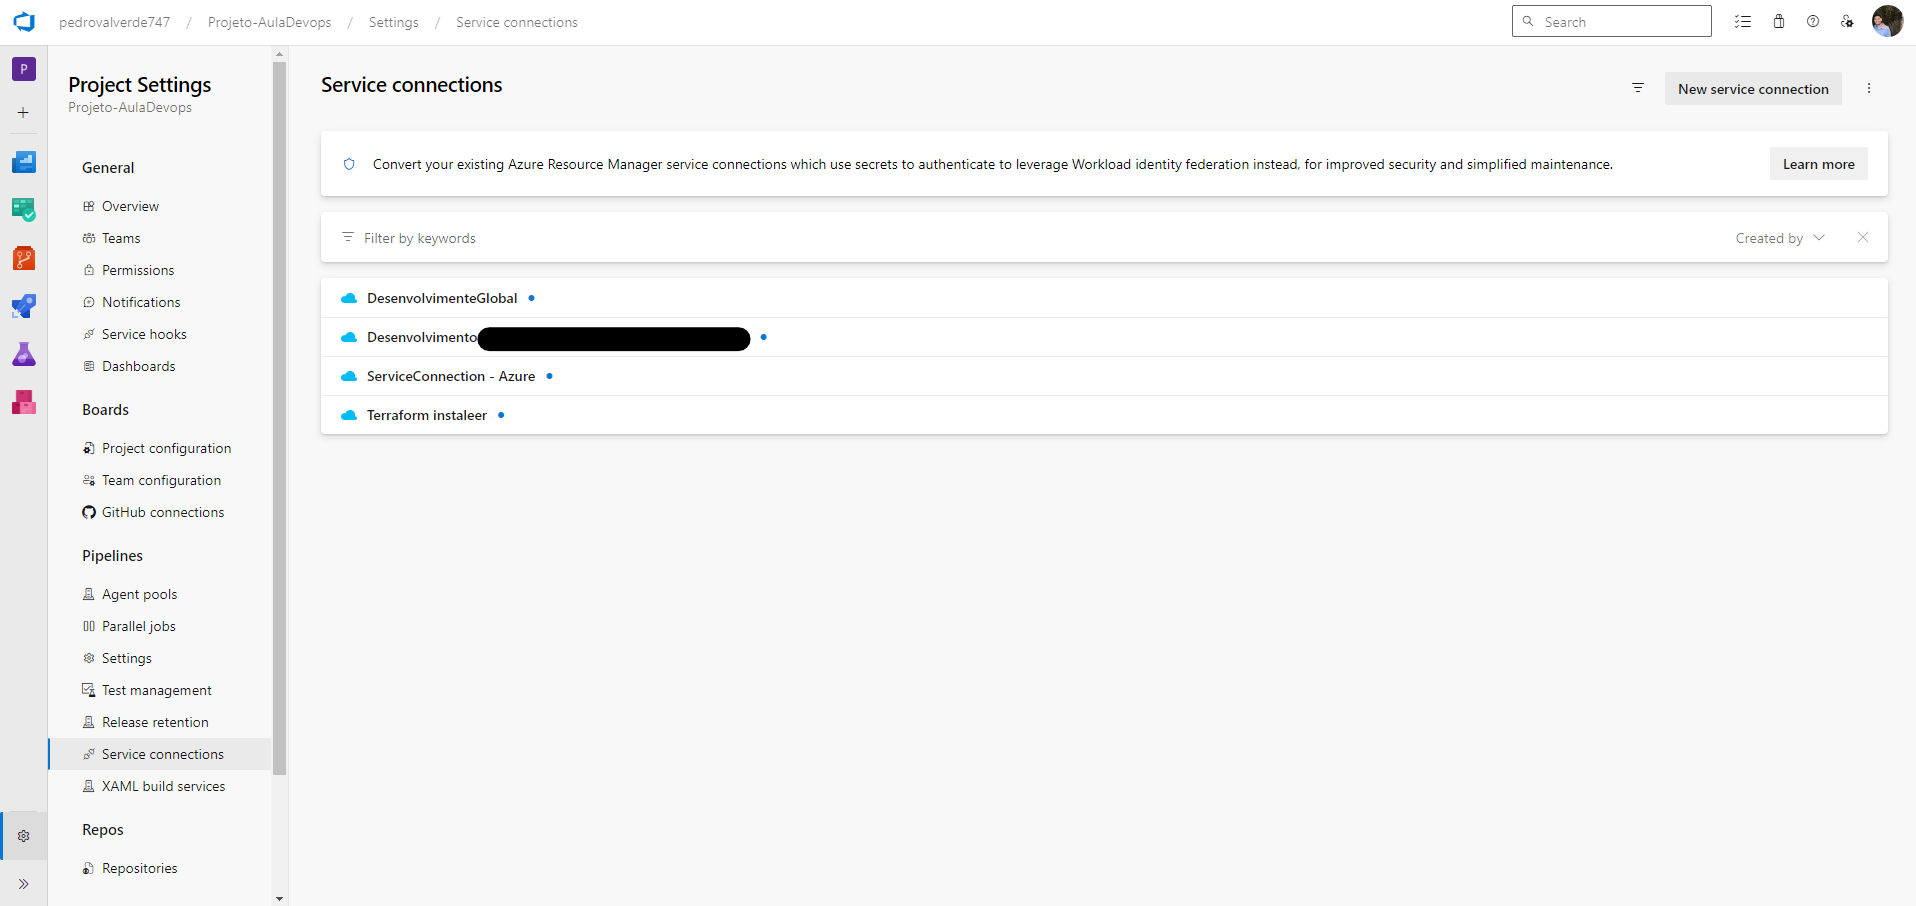 pedrovalverde747 / Projeto-AulaDevops / Settings / Service connections
Search
P
Project Settings
Projeto-AulaDevops
General
Overview
Teams
Permissions
Notifications
Service hooks
Dashboards
Boards
Project configuration
Team configuration
GitHub connections
Pipelines
Agent pools
Parallel jobs
Settings
Test management
Release retention
Service connections
XAML build services
Repos
Repositories
Service connections
New service connection
Convert your existing Azure Resource Manager service connections which use secrets to authenticate to leverage Workload identity federation instead, for improved security and simplified maintenance.
Learn more
Filter by keywords
Created by
DesenvolvimenteGlobal
Desenvolvimento
ServiceConnection - Azure
Terraform instaleer